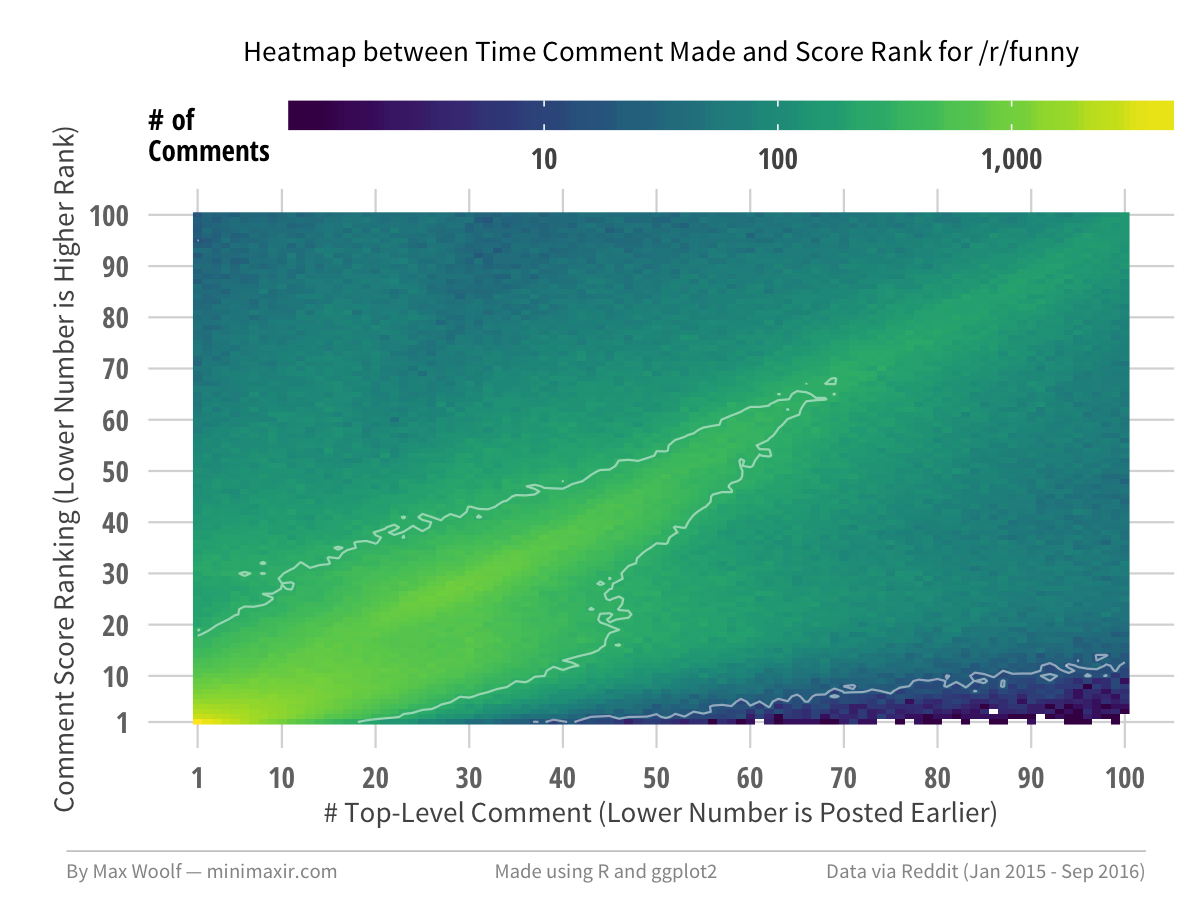 Heatmap between Time Comment Made and Score Rank for /r/funny
# of
Comments
10 100 1,000
Comment Score Ranking (Lower Number is Higher Rank)
100
90
80
70
60
50
40
30
20
10
1
1 10 20 30 40 50 60 70 80 90 100
# Top-Level Comment (Lower Number is Posted Earlier)
By Max Woolf — minimaxir.com Made using R and ggplot2 Data via Reddit (Jan 2015 - Sep 2016)